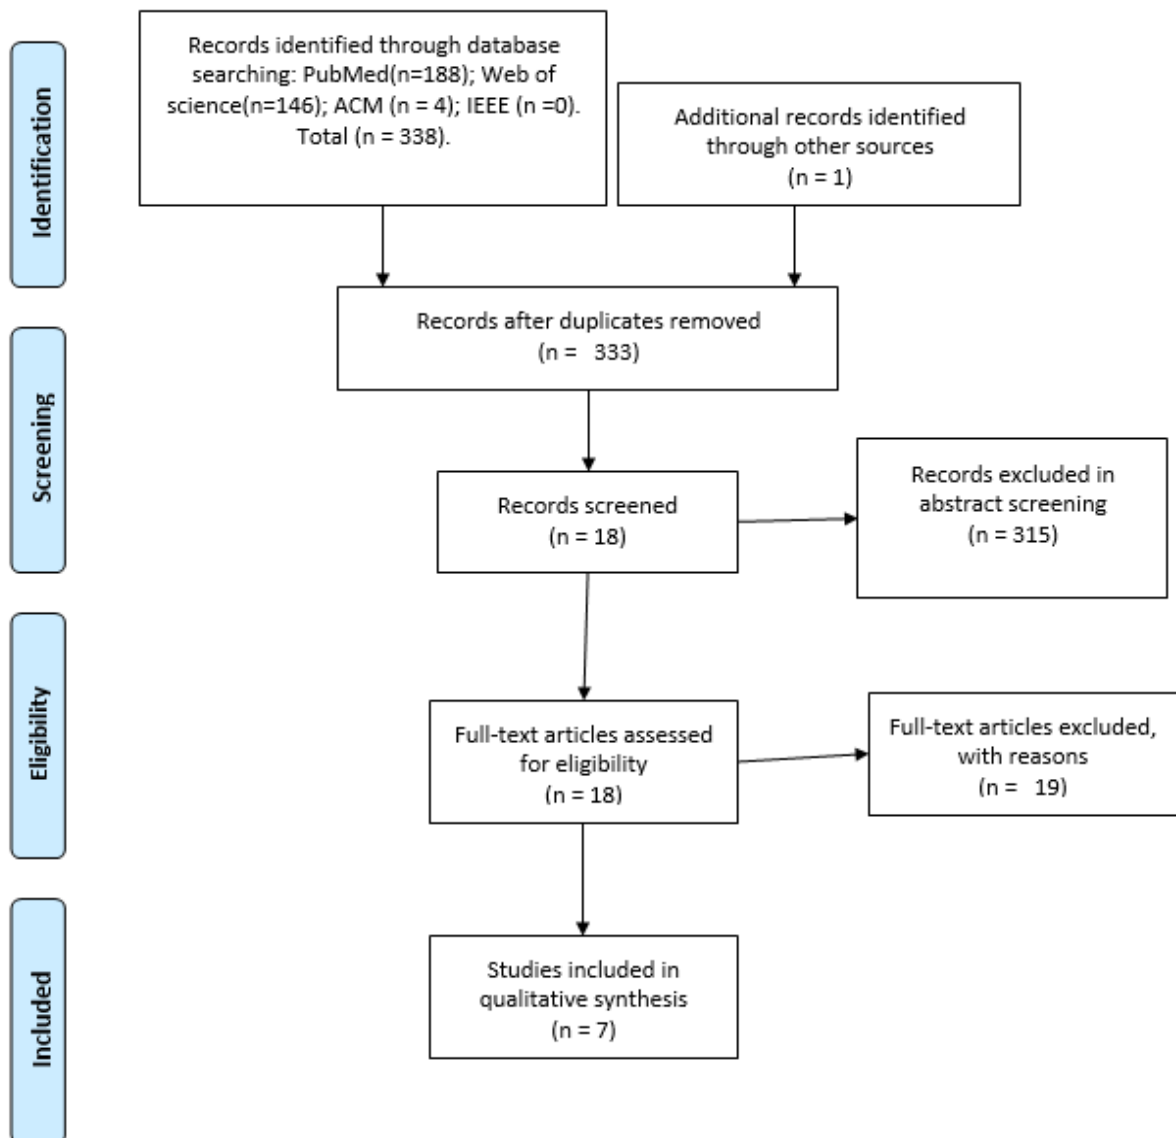 Identification
Records identified through database
searching: PubMed(n=188); Web of
science(n=146); ACM (n = 4); IEEE (n =0).
Total (n = 338).
Additional records identified
through other sources
(n = 1)
Records after duplicates removed
(n =   333)
Screening
Records screened
(n = 18)
Records excluded in
abstract screening
(n = 315)
Eligibility
Full-text articles assessed
for eligibility
(n = 18)
Full-text articles excluded,
with reasons
(n =   19)
Included
Studies included in
qualitative synthesis
(n = 7)